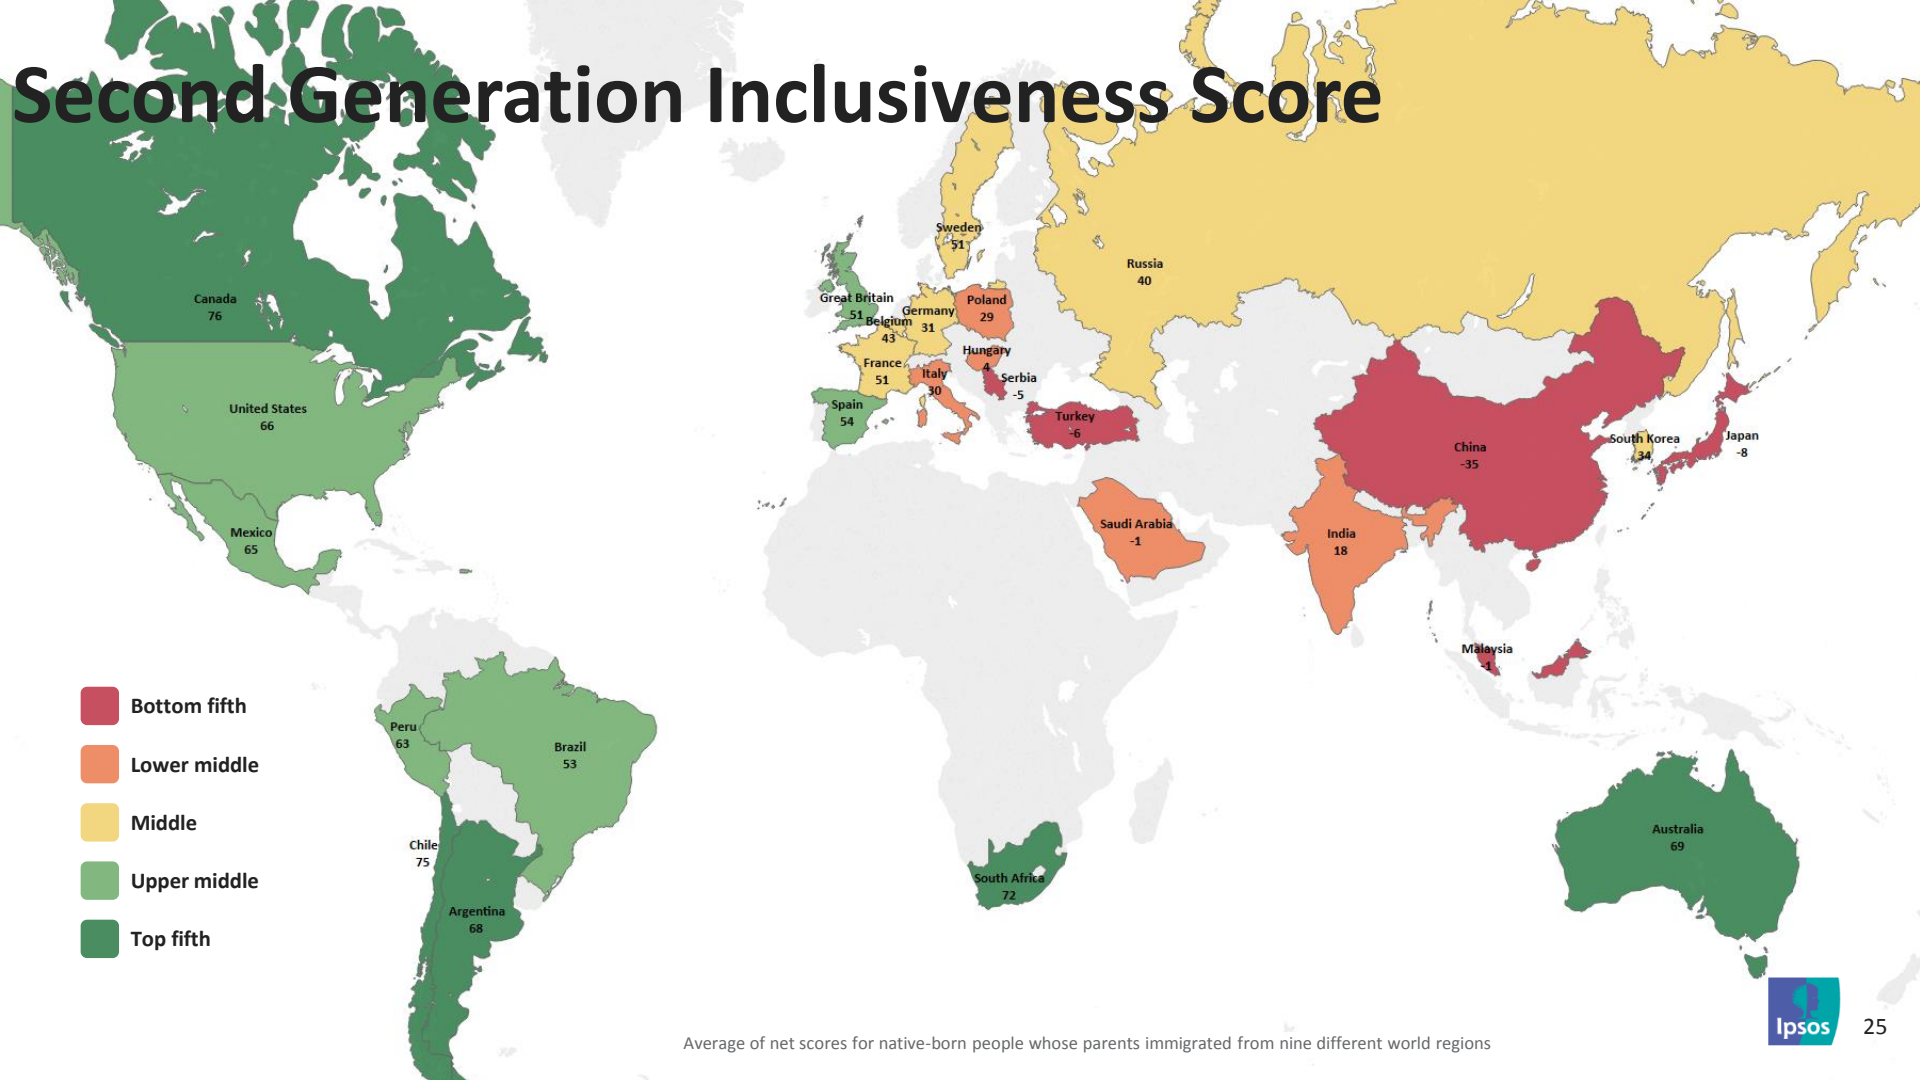 Second Generation Inclusiveness Score
Sweden
51
Russia
40
Canada
76
Great Britain
51
Belgium
43
Germany
31
Poland
29
Hungary
4
France
51
Italy
30
Serbia
-5
Spain
54
Turkey
-6
United States
66
China
-35
South Korea
34
Japan
-8
Mexico
65
Saudi Arabia
-1
India
18
Malaysia
-1
Bottom fifth
Lower middle
Middle
Upper middle
Top fifth
Peru
63
Brazil
53
Chile
75
Argentina
68
South Africa
72
Australia
69
Average of net scores for native-born people whose parents immigrated from nine different world regions
Ipsos
25